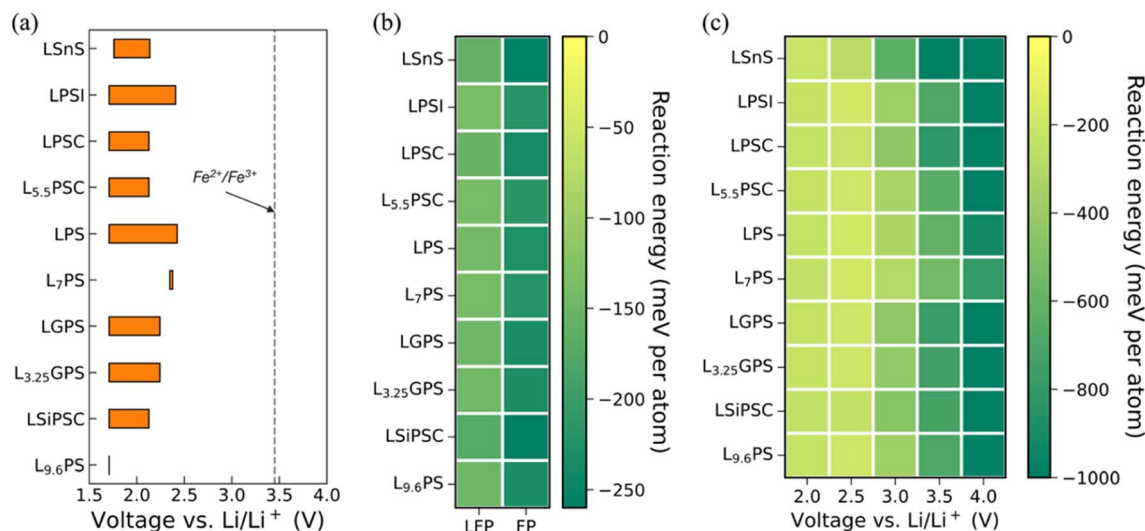 (a)
LSnS
LPSI
LPSC
L5.5PSC
LPS
L7PS
LGPS
L3.25GPS
LSiPSC
L9.6PS
Fe2+/Fe3+
1.5 2.0 2.5 3.0 3.5 4.0
Voltage vs. Li/Li+ (V)
(b)
LSnS
LPSI
LPSC
L5.5PSC
LPS
L7PS
LGPS
L3.25GPS
LSiPSC
L9.6PS
LFP FP
0
−50
−100
−150
−200
−250
Reaction energy (meV per atom)
(c)
LSnS
LPSI
LPSC
L5.5PSC
LPS
L7PS
LGPS
L3.25GPS
LSiPSC
L9.6PS
2.0 2.5 3.0 3.5 4.0
Voltage vs. Li/Li+ (V)
0
−200
−400
−600
−800
−1000
Reaction energy (meV per atom)